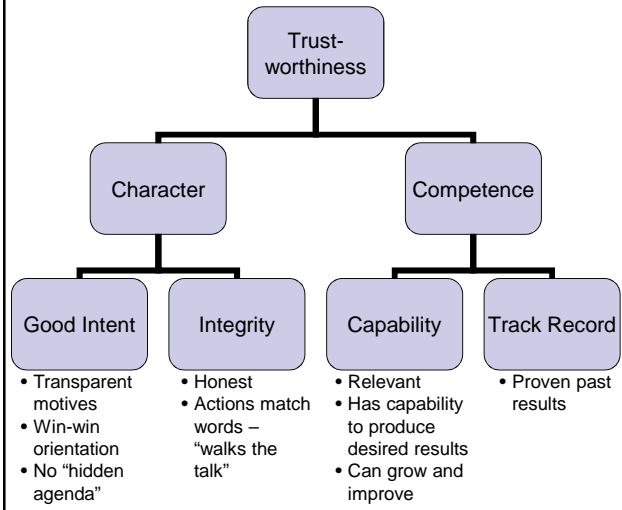 Trust-
worthiness
Character
Competence
Good Intent
Integrity
Capability
Track Record
• Transparent
motives
• Win-win
orientation
• No “hidden
agenda”
• Honest
• Actions match
words –
“walks the
talk”
• Relevant
• Has capability
to produce
desired results
• Can grow and
improve
• Proven past
results